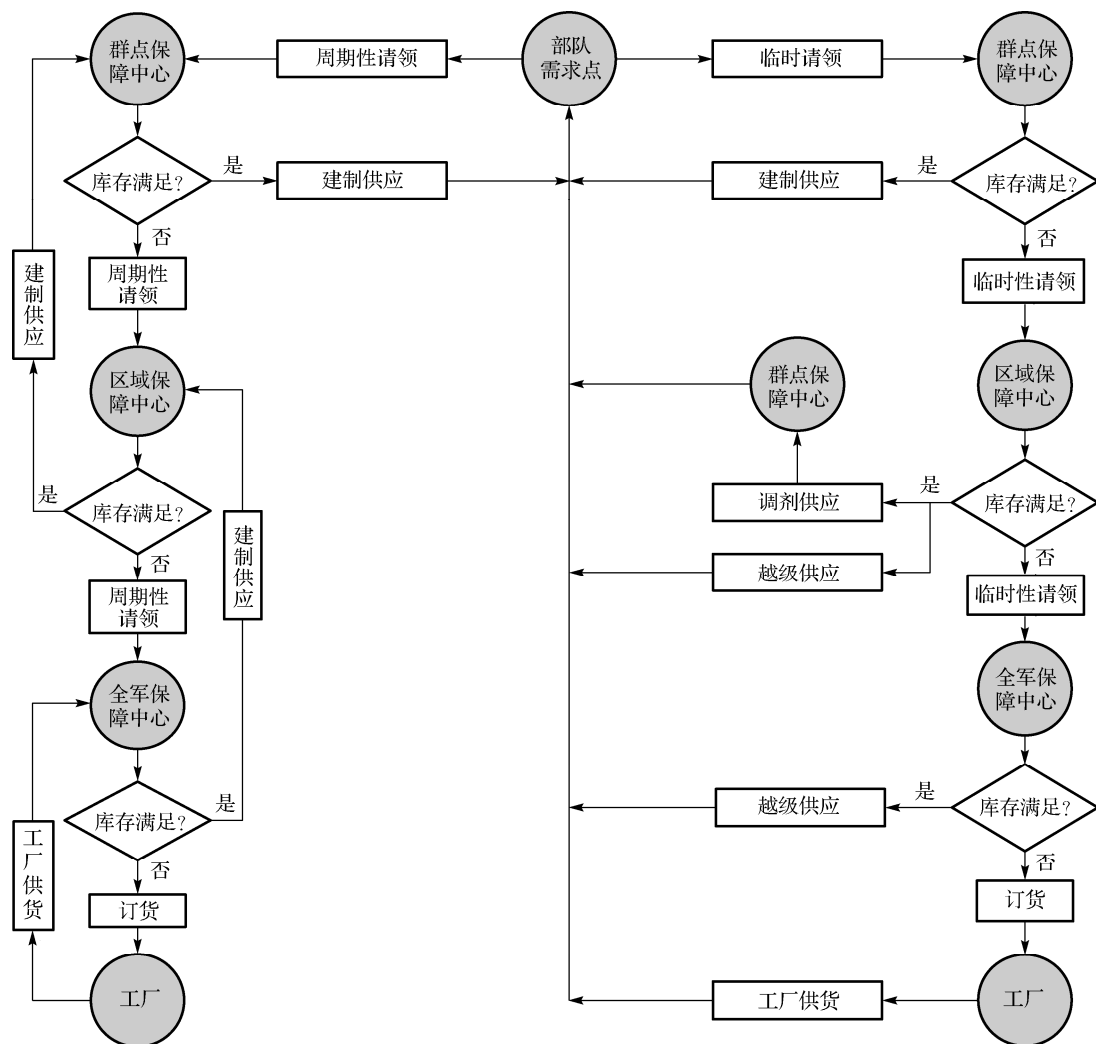 群点保
障中心
周期性请领
部队
需求点
临时请领
群点保
障中心
库存满足?
是
建制供应
建制供应
是
库存满足?
否
否
建制供应
周期性
请领
临时性请领
区域保
障中心
群点保
障中心
区域保
障中心
是
库存满足?
建制供应
调剂供应
是
库存满足?
否
越级供应
否
周期性
请领
临时性请领
全军保
障中心
全军保
障中心
库存满足?
是
越级供应
是
库存满足?
工厂供货
否
否
订货
订货
工厂
工厂供货
工厂